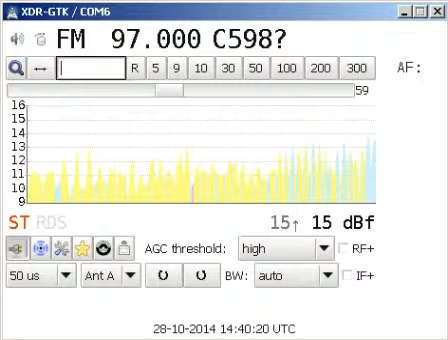 XDR-GTK / COM6
FM 97.000 C598?
↔ R 5 9 10 30 50 100 200 300 AF:
59
16
15
14
13
12
11
10
9
ST RDS 15↑ 15 dBf
AGC threshold: high RF+
50 us Ant A BW: auto IF+
28-10-2014 14:40:20 UTC